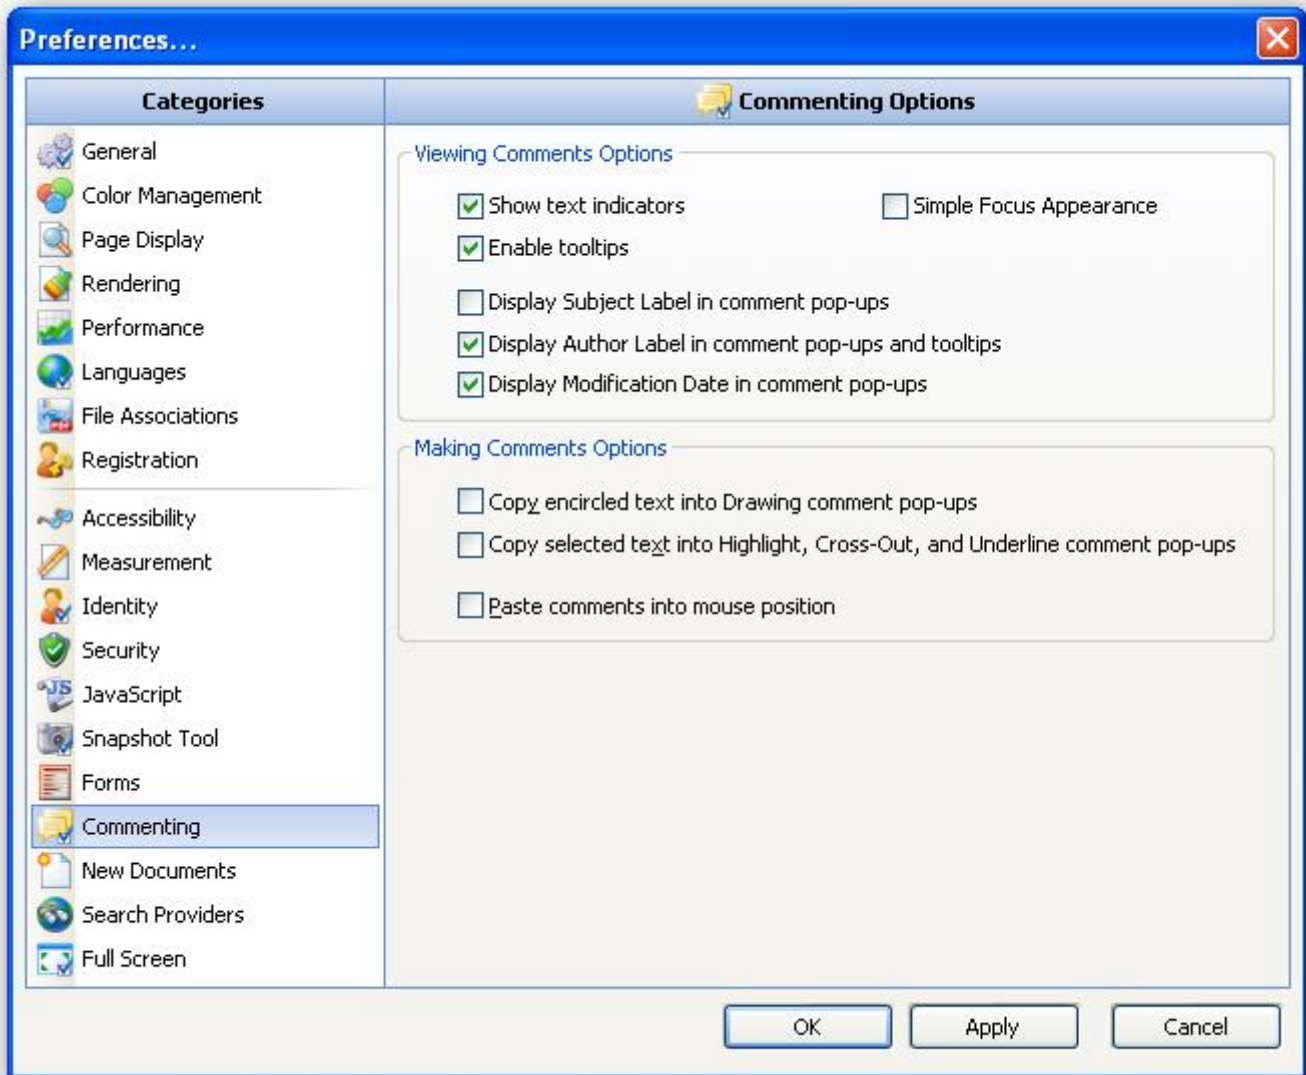 Preferences...
Categories
General
Color Management
Page Display
Rendering
Performance
Languages
File Associations
Registration
Accessibility
Measurement
Identity
Security
JavaScript
Snapshot Tool
Forms
Commenting
New Documents
Search Providers
Full Screen
Commenting Options
Viewing Comments Options
Show text indicators
Simple Focus Appearance
Enable tooltips
Display Subject Label in comment pop-ups
Display Author Label in comment pop-ups and tooltips
Display Modification Date in comment pop-ups
Making Comments Options
Copy encircled text into Drawing comment pop-ups
Copy selected text into Highlight, Cross-Out, and Underline comment pop-ups
Paste comments into mouse position
OK
Apply
Cancel